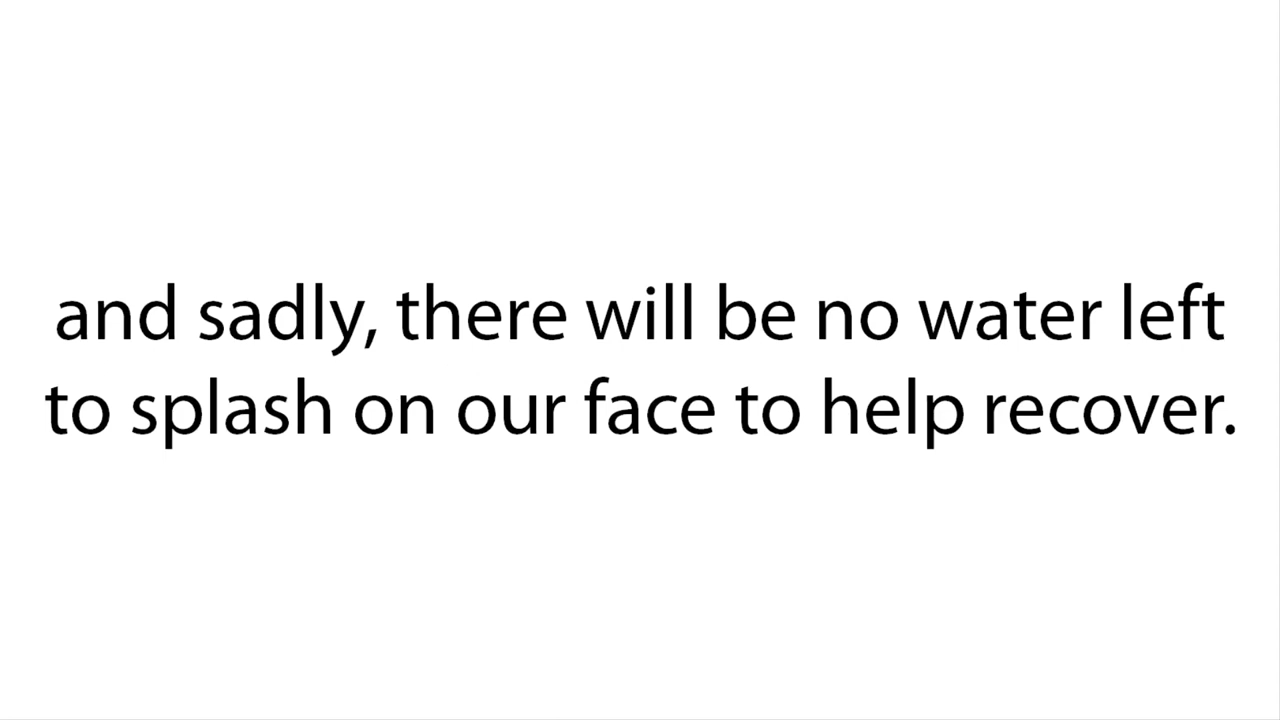 and sadly, there will be no water left
to splash on our face to help recover.